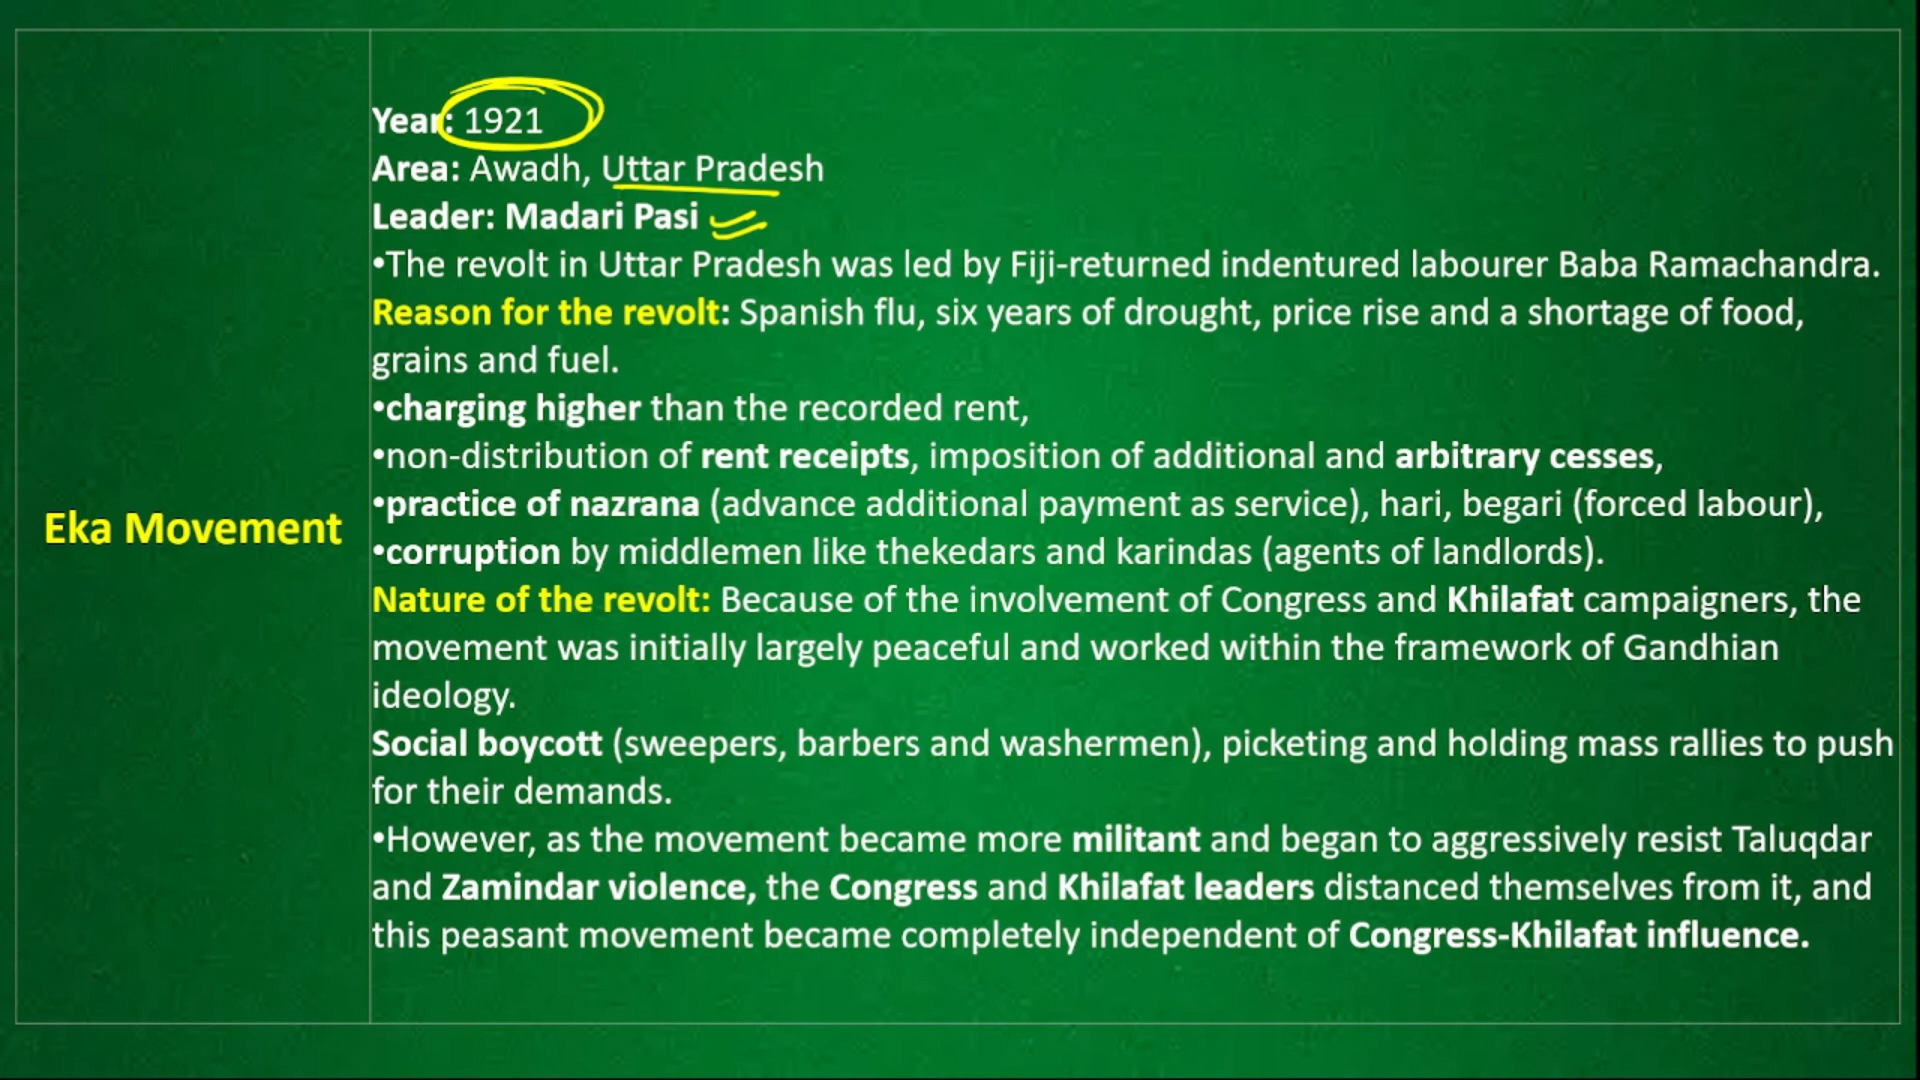 Year: 1921
Area: Awadh, Uttar Pradesh
Leader: Madari Pasi
•The revolt in Uttar Pradesh was led by Fiji-returned indentured labourer Baba Ramachandra.
Reason for the revolt: Spanish flu, six years of drought, price rise and a shortage of food,
grains and fuel.
•charging higher than the recorded rent,
•non-distribution of rent receipts, imposition of additional and arbitrary cesses,
•practice of nazrana (advance additional payment as service), hari, begari (forced labour),
Eka Movement
•corruption by middlemen like thekedars and karindas (agents of landlords).
Nature of the revolt: Because of the involvement of Congress and Khilafat campaigners, the
movement was initially largely peaceful and worked within the framework of Gandhian
ideology.
Social boycott (sweepers, barbers and washermen), picketing and holding mass rallies to push
for their demands.
•However, as the movement became more militant and began to aggressively resist Taluqdar
and Zamindar violence, the Congress and Khilafat leaders distanced themselves from it, and
this peasant movement became completely independent of Congress-Khilafat influence.